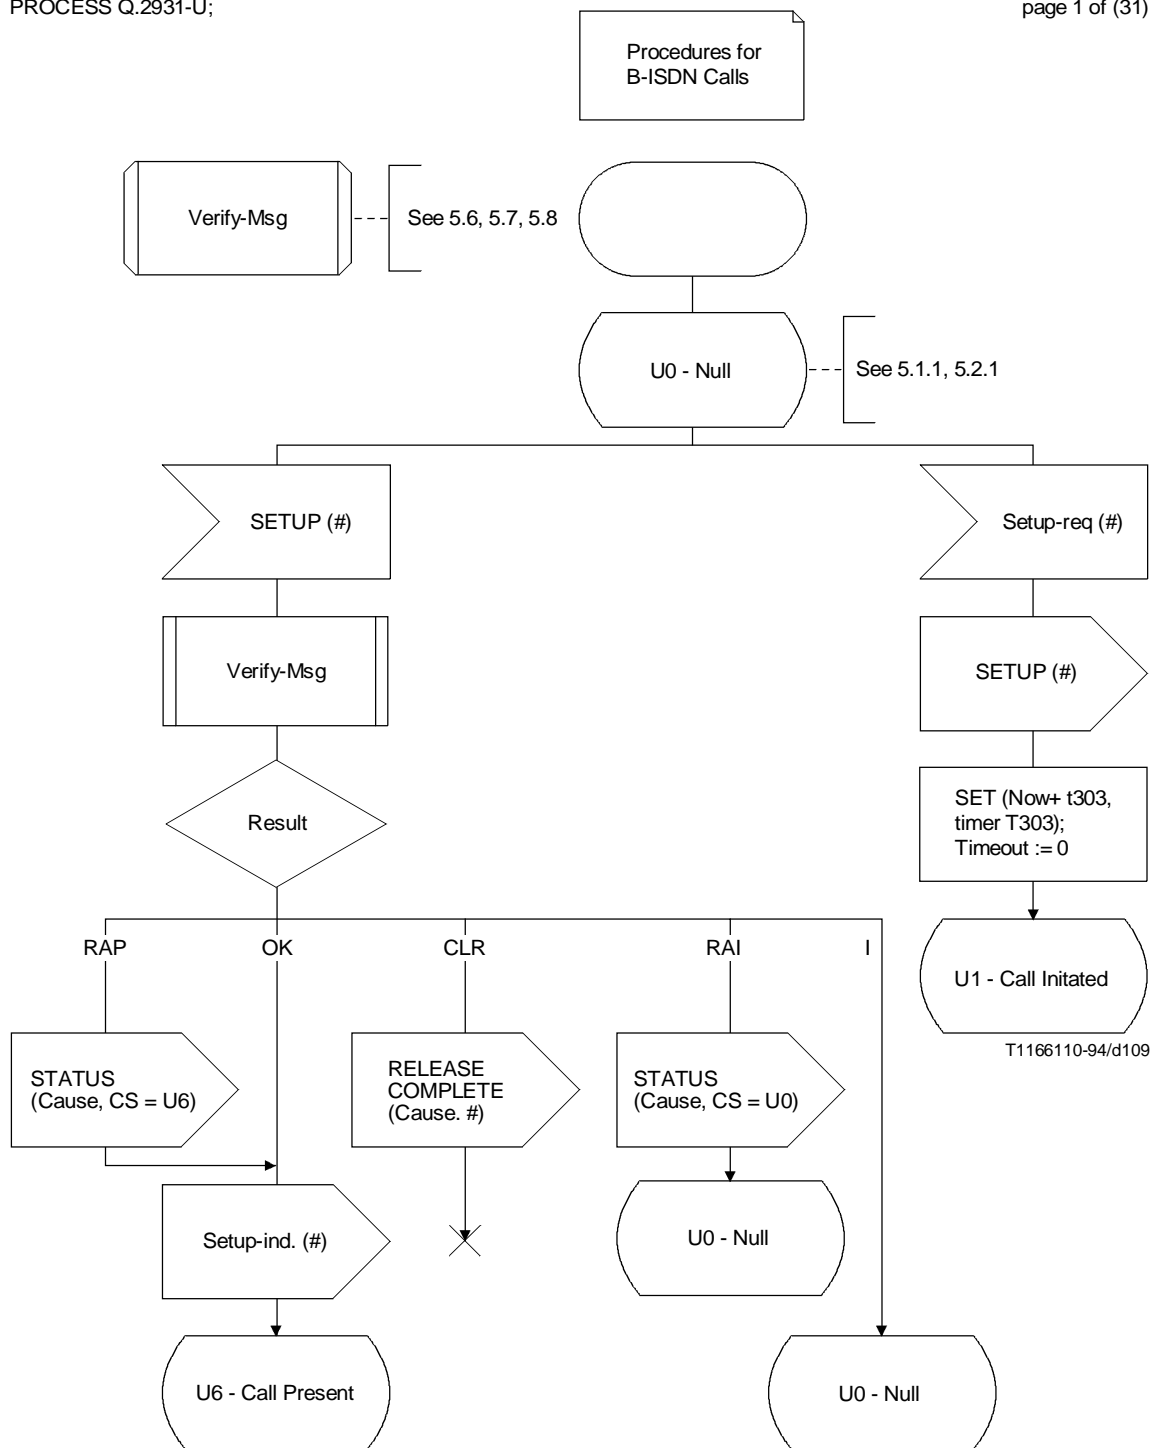 PROCESS Q.2931-U;
page 1 of (31)
Procedures for
B-ISDN Calls
Verify-Msg
See 5.6, 5.7, 5.8
U0 - Null
See 5.1.1, 5.2.1
SETUP (#)
Setup-req (#)
Verify-Msg
SETUP (#)
Result
SET (Now+ t303,
timer T303);
Timeout := 0
RAP
OK
CLR
RAI
I
U1 - Call Initated
T1166110-94/d109
STATUS
(Cause, CS = U6)
RELEASE
COMPLETE
(Cause. #)
STATUS
(Cause, CS = U0)
Setup-ind. (#)
U0 - Null
U6 - Call Present
U0 - Null